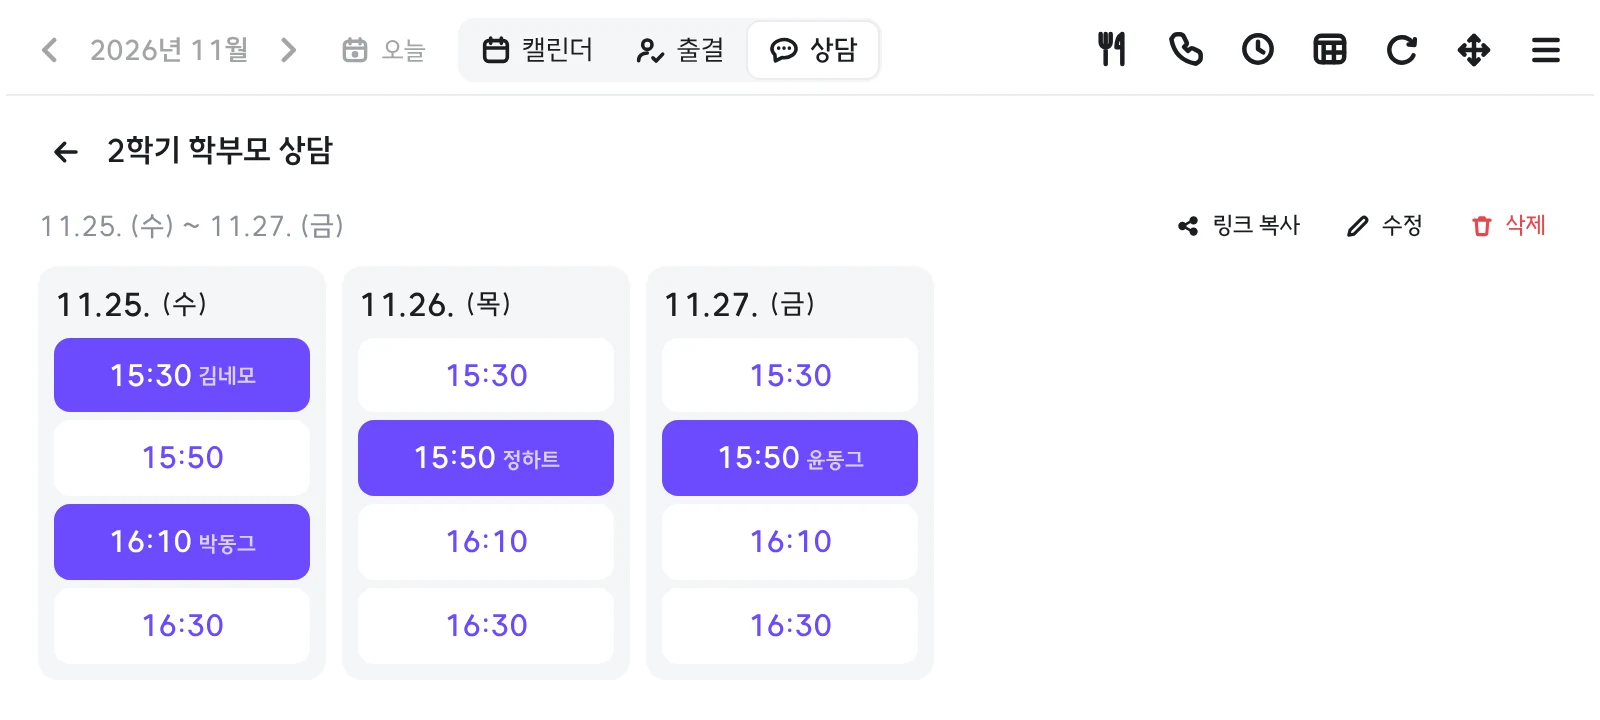 2026년 11월 오늘 캘린더 출결 상담
2학기 학부모 상담
11.25. (수) ~ 11.27. (금) 링크 복사 수정 삭제
11.25. (수)
15:30 김네모
15:50
16:10 박동그
16:30
11.26. (목)
15:30
15:50 정하트
16:10
16:30
11.27. (금)
15:30
15:50 윤동그
16:10
16:30